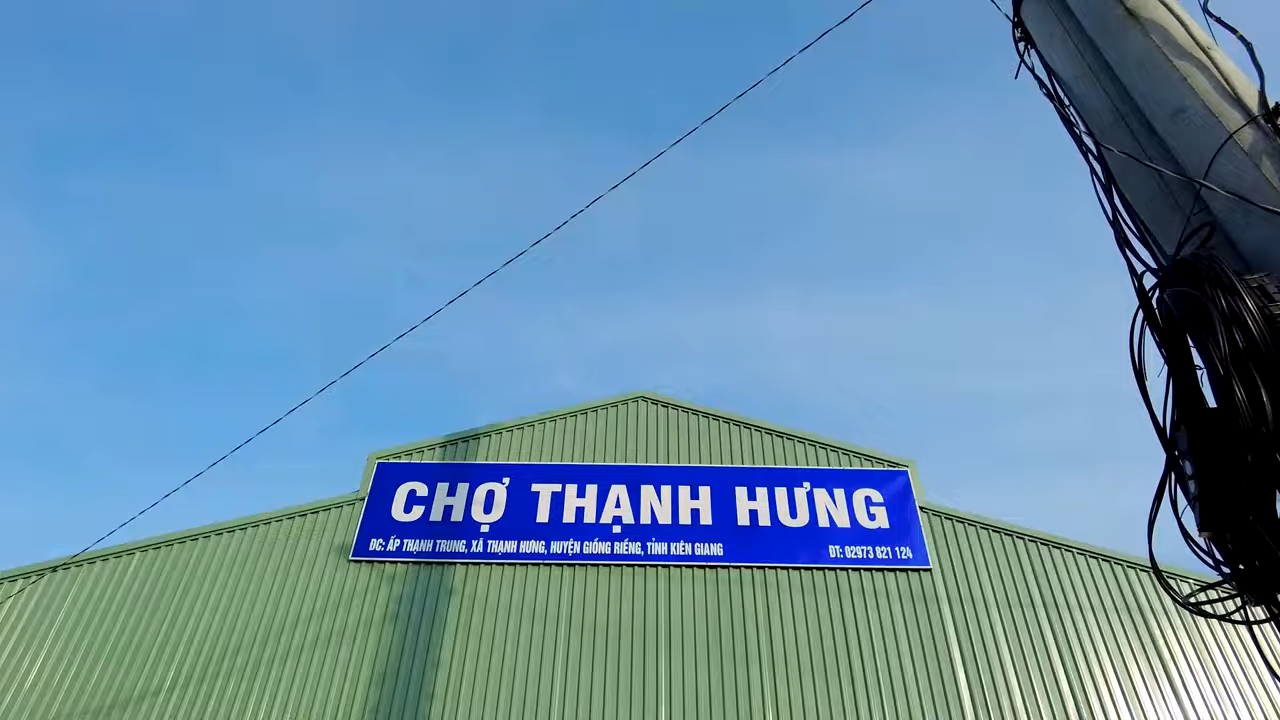 CHỢ THẠNH HƯNG
ĐC: ẤP THẠNH TRUNG, XÃ THẠNH HƯNG, HUYỆN GIỒNG RIỀNG, TỈNH KIÊN GIANG
ĐT: 02973 821 124